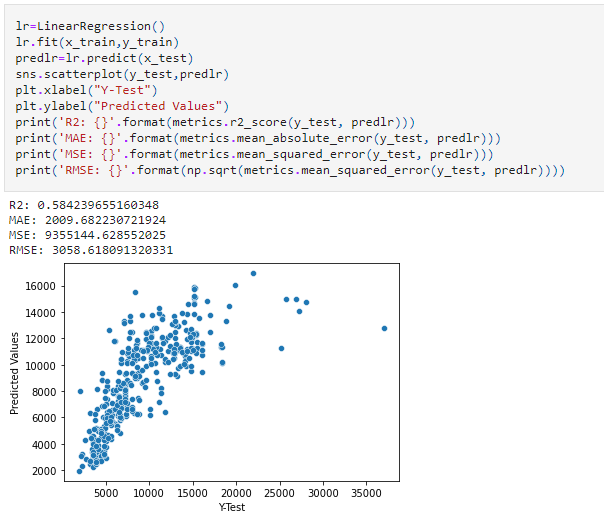 lr=LinearRegression()
lr.fit(x_train,y_train)
predlr=lr.predict(x_test)
sns.scatterplot(y_test,predlr)
plt.xlabel("Y-Test")
plt.ylabel("Predicted Values")
print('R2: {}'.format(metrics.r2_score(y_test, predlr)))
print('MAE: {}'.format(metrics.mean_absolute_error(y_test, predlr)))
print('MSE: {}'.format(metrics.mean_squared_error(y_test, predlr)))
print('RMSE: {}'.format(np.sqrt(metrics.mean_squared_error(y_test, predlr))))
R2: 0.584239655160348
MAE: 2009.682230721924
MSE: 9355144.628552025
RMSE: 3058.618091320331
16000
14000
12000
10000
8000
6000
4000
2000
Predicted Values
5000 10000 15000 20000 25000 30000 35000
Y-Test